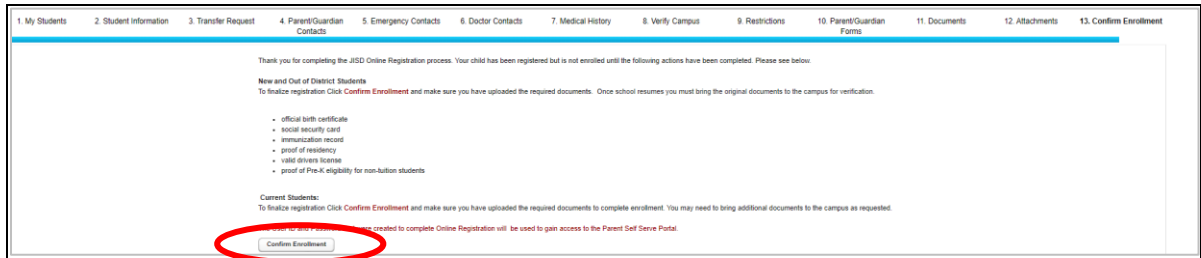 1. My Students 2. Student Information 3. Transfer Request 4. Parent/Guardian Contacts 5. Emergency Contacts 6. Doctor Contacts 7. Medical History 8. Verify Campus 9. Restrictions 10. Parent/Guardian Forms 11. Documents 12. Attachments 13. Confirm Enrollment
Thank you for completing the JISD Online Registration process. Your child has been registered but is not enrolled until the following actions have been completed. Please see below.
New and Out of District Students
To finalize registration Click Confirm Enrollment and make sure you have uploaded the required documents. Once school resumes you must bring the original documents to the campus for verification.
• official birth certificate
• social security card
• immunization record
• proof of residency
• valid drivers license
• proof of Pre-K eligibility for non-tuition students
Current Students:
To finalize registration Click Confirm Enrollment and make sure you have uploaded the required documents to complete enrollment. You may need to bring additional documents to the campus as requested.
created to complete Online Registration will be used to gain access to the Parent Self Serve Portal.
Confirm Enrollment